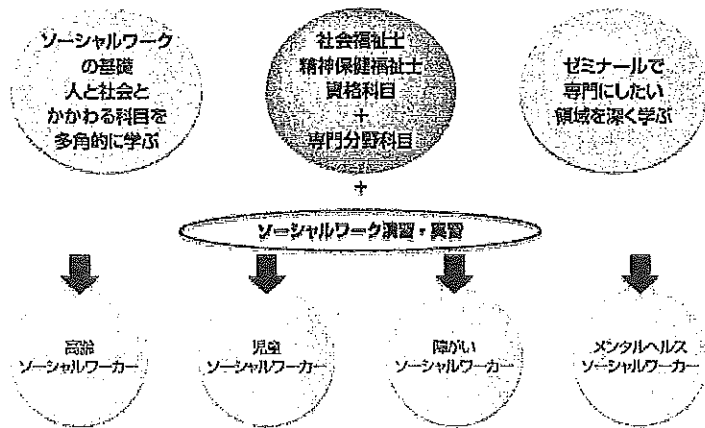 ソーシャルワーク
の基礎
人と社会と
かかわる科目を
多角的に学ぶ
社会福祉士
精神保健福祉士
資格科目
+
専門分野科目
ゼミナールで
専門にしたい
領域を深く学ぶ
+
ソーシャルワーク演習・実習
高齢
ソーシャルワーカー
児童
ソーシャルワーカー
障がい
ソーシャルワーカー
メンタルヘルス
ソーシャルワーカー